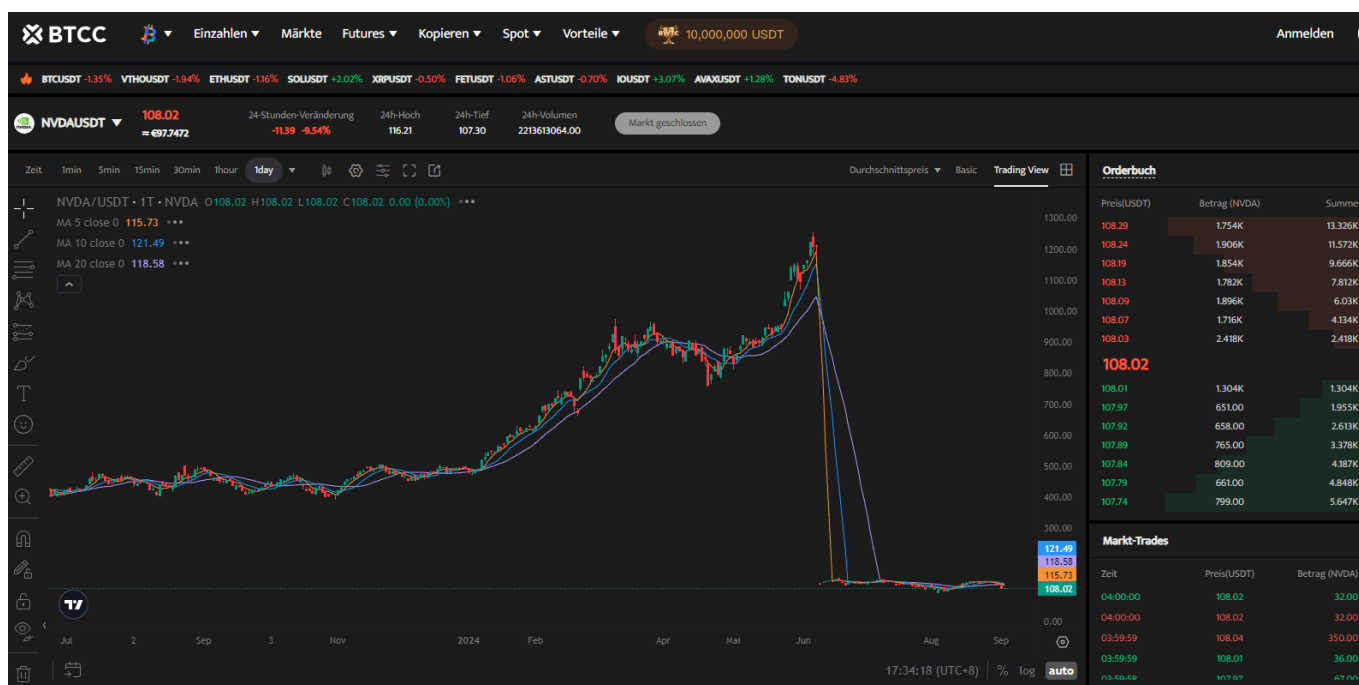 BTCC Einzahlen Märkte Futures Kopieren Spot Vorteile 10,000,000 USDT Anmelden
BTCUSDT -1.35% VTHOUSDT -1.94% ETHUSDT -1.16% SOLUSDT +2.02% XRPUSDT -0.50% FETUSDT -1.06% ASTUSDT -0.70% IOUSDT +3.07% AVAXUSDT +1.28% TONUSDT -4.83%
NVDAUSDT
108.02
≈ €97.7472
24-Stunden-Veränderung
-11.39 -9.54%
24h-Hoch
116.21
24h-Tief
107.30
24h-Volumen
2213613064.00
Markt geschlossen
Zeit 1min 5min 15min 30min 1hour 1day Durchschnittspreis Basic Trading View
NVDA/USDT · 1T · NVDA O108.02 H108.02 L108.02 C108.02 0.00 (0.00%)
MA 5 close 0 115.73
MA 10 close 0 121.49
MA 20 close 0 118.58
1300.00
1200.00
1100.00
1000.00
900.00
800.00
700.00
600.00
500.00
400.00
300.00
121.49
118.58
115.73
108.02
0.00
Jul 2 Sep 3 Nov 2024 Feb Apr Mai Jun Aug Sep
17:34:18 (UTC+8) % log auto
Orderbuch
Preis(USDT) Betrag (NVDA) Summe
108.29 1.754K 13.326K
108.24 1.906K 11.572K
108.19 1.854K 9.666K
108.13 1.782K 7.812K
108.09 1.896K 6.03K
108.07 1.716K 4.134K
108.03 2.418K 2.418K
108.02
108.01 1.304K 1.304K
107.97 651.00 1.955K
107.92 658.00 2.613K
107.89 765.00 3.378K
107.84 809.00 4.187K
107.79 661.00 4.848K
107.74 799.00 5.647K
Markt-Trades
Zeit Preis(USDT) Betrag (NVDA)
04:00:00 108.02 32.00
04:00:00 108.02 32.00
03:59:59 108.04 350.00
03:59:59 108.01 36.00
03:59:58 107.97 67.00